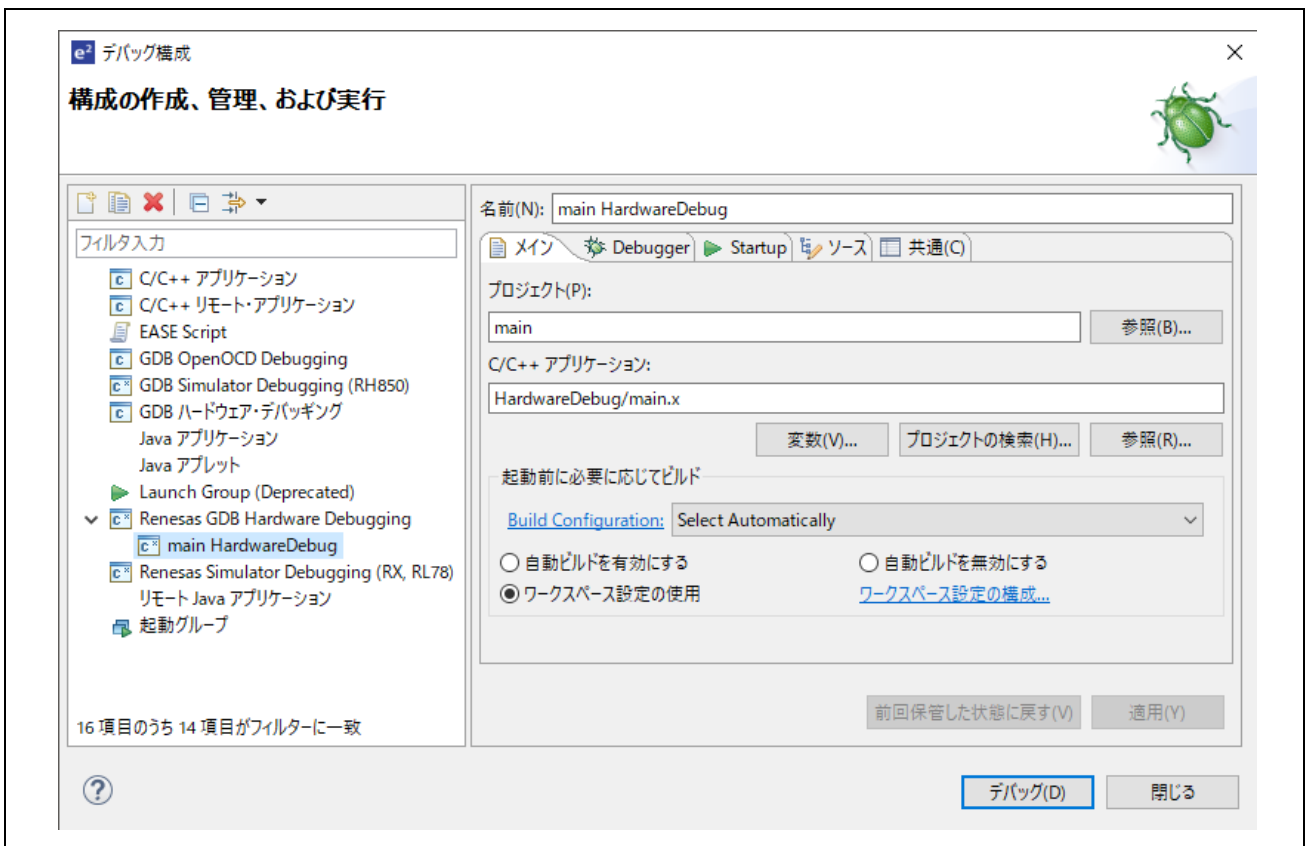 e² デバッグ構成
構成の作成、管理、および実行
フィルタ入力
C/C++ アプリケーション
C/C++ リモート・アプリケーション
EASE Script
GDB OpenOCD Debugging
GDB Simulator Debugging (RH850)
GDB ハードウェア・デバッギング
Java アプリケーション
Java アプレット
Launch Group (Deprecated)
Renesas GDB Hardware Debugging
main HardwareDebug
Renesas Simulator Debugging (RX, RL78)
リモート Java アプリケーション
起動グループ
16 項目のうち 14 項目がフィルターに一致
名前(N): main HardwareDebug
メイン Debugger Startup ソース 共通(C)
プロジェクト(P):
main 参照(B)...
C/C++ アプリケーション:
HardwareDebug/main.x
変数(V)... プロジェクトの検索(H)... 参照(R)...
起動前に必要に応じてビルド
Build Configuration: Select Automatically
自動ビルドを有効にする 自動ビルドを無効にする
ワークスペース設定の使用 ワークスペース設定の構成...
前回保管した状態に戻す(V) 適用(Y)
デバッグ(D) 閉じる